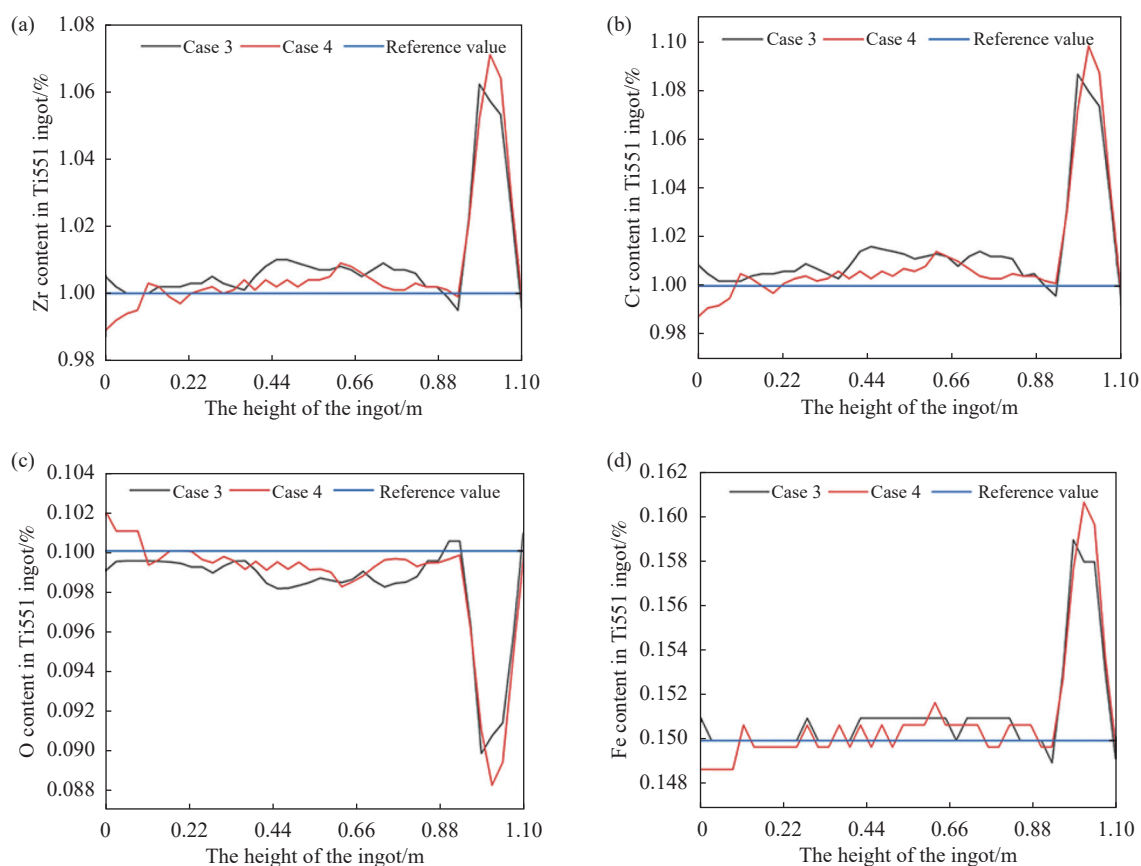 (a)
Case 3 Case 4 Reference value
Zr content in Ti551 ingot/%
1.08
1.06
1.04
1.02
1.00
0.98
0 0.22 0.44 0.66 0.88 1.10
The height of the ingot/m
(b)
Case 3 Case 4 Reference value
Cr content in Ti551 ingot/%
1.10
1.08
1.06
1.04
1.02
1.00
0.98
0 0.22 0.44 0.66 0.88 1.10
The height of the ingot/m
(c)
Case 3 Case 4 Reference value
O content in Ti551 ingot/%
0.104
0.102
0.100
0.098
0.096
0.094
0.092
0.090
0.088
0 0.22 0.44 0.66 0.88 1.10
The height of the ingot/m
(d)
Case 3 Case 4 Reference value
Fe content in Ti551 ingot/%
0.162
0.160
0.158
0.156
0.154
0.152
0.150
0.148
0 0.22 0.44 0.66 0.88 1.10
The height of the ingot/m